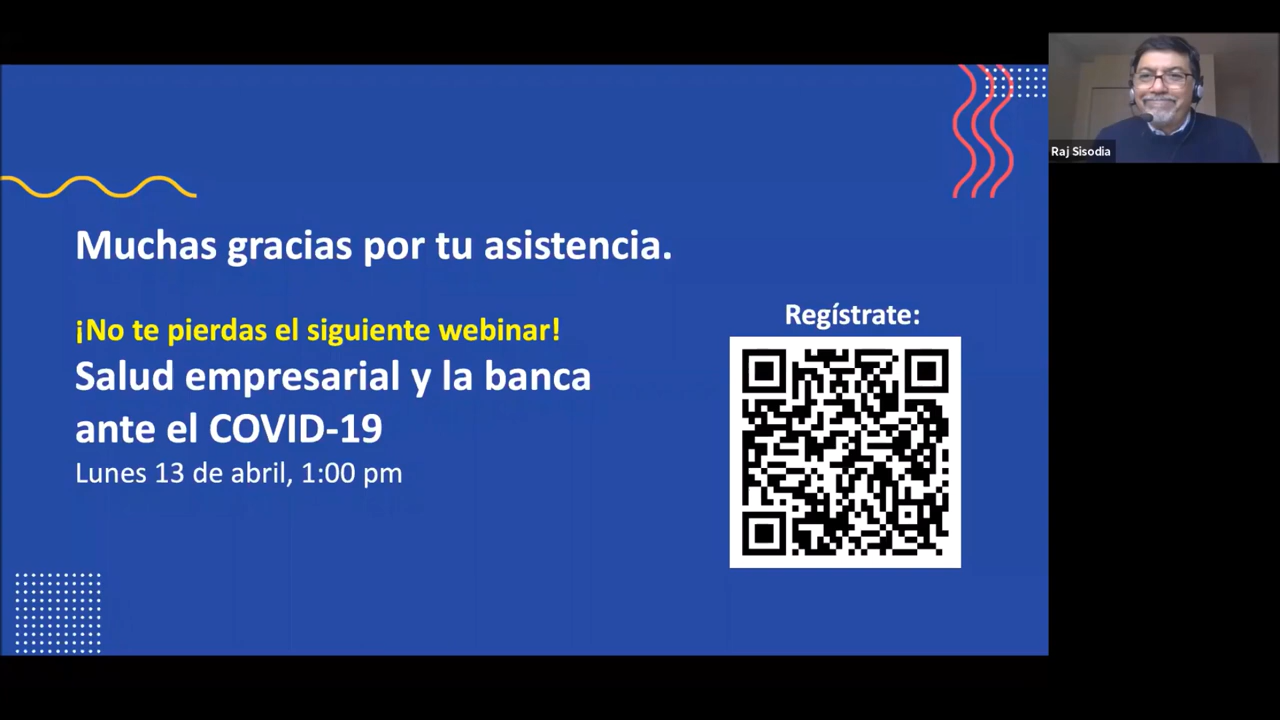 Muchas gracias por tu asistencia.
¡No te pierdas el siguiente webinar!
Salud empresarial y la banca
ante el COVID-19
Lunes 13 de abril, 1:00 pm
Regístrate:
Raj Sisodia